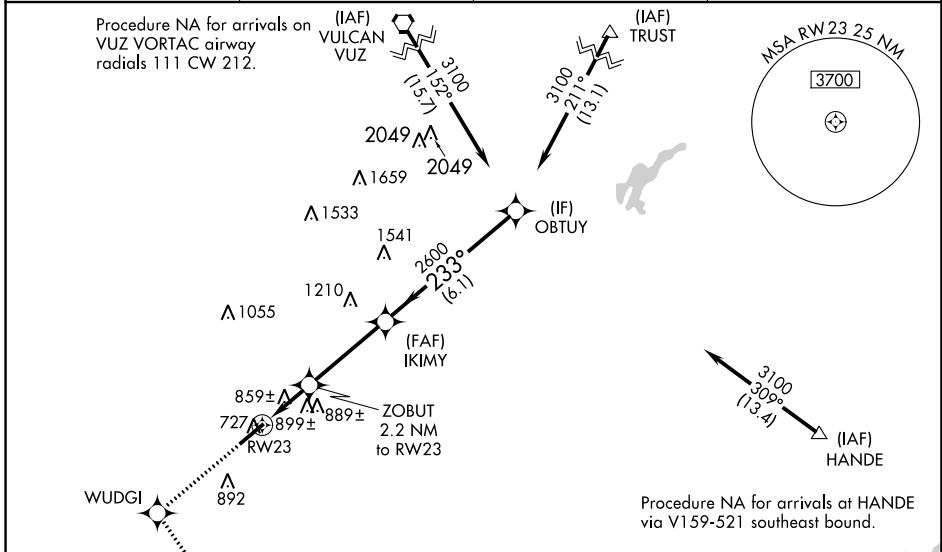 Procedure NA for arrivals on
VUZ VORTAC airway
radials 111 CW 212.
(IAF)
VULCAN
VUZ
3100
152°
(15.7)
(IAF)
TRUST
3100
211°
(13.1)
MSA RW23 25 NM
3700
2049
2049
1659
1533
1541
(IF)
OBTUY
2600
233°
(6.1)
1210
1055
(FAF)
IKIMY
3100
309°
(13.4)
(IAF)
HANDE
859±
899±
889±
727
RW23
ZOBUT
2.2 NM
to RW23
892
WUDGI
Procedure NA for arrivals at HANDE
via V159-521 southeast bound.